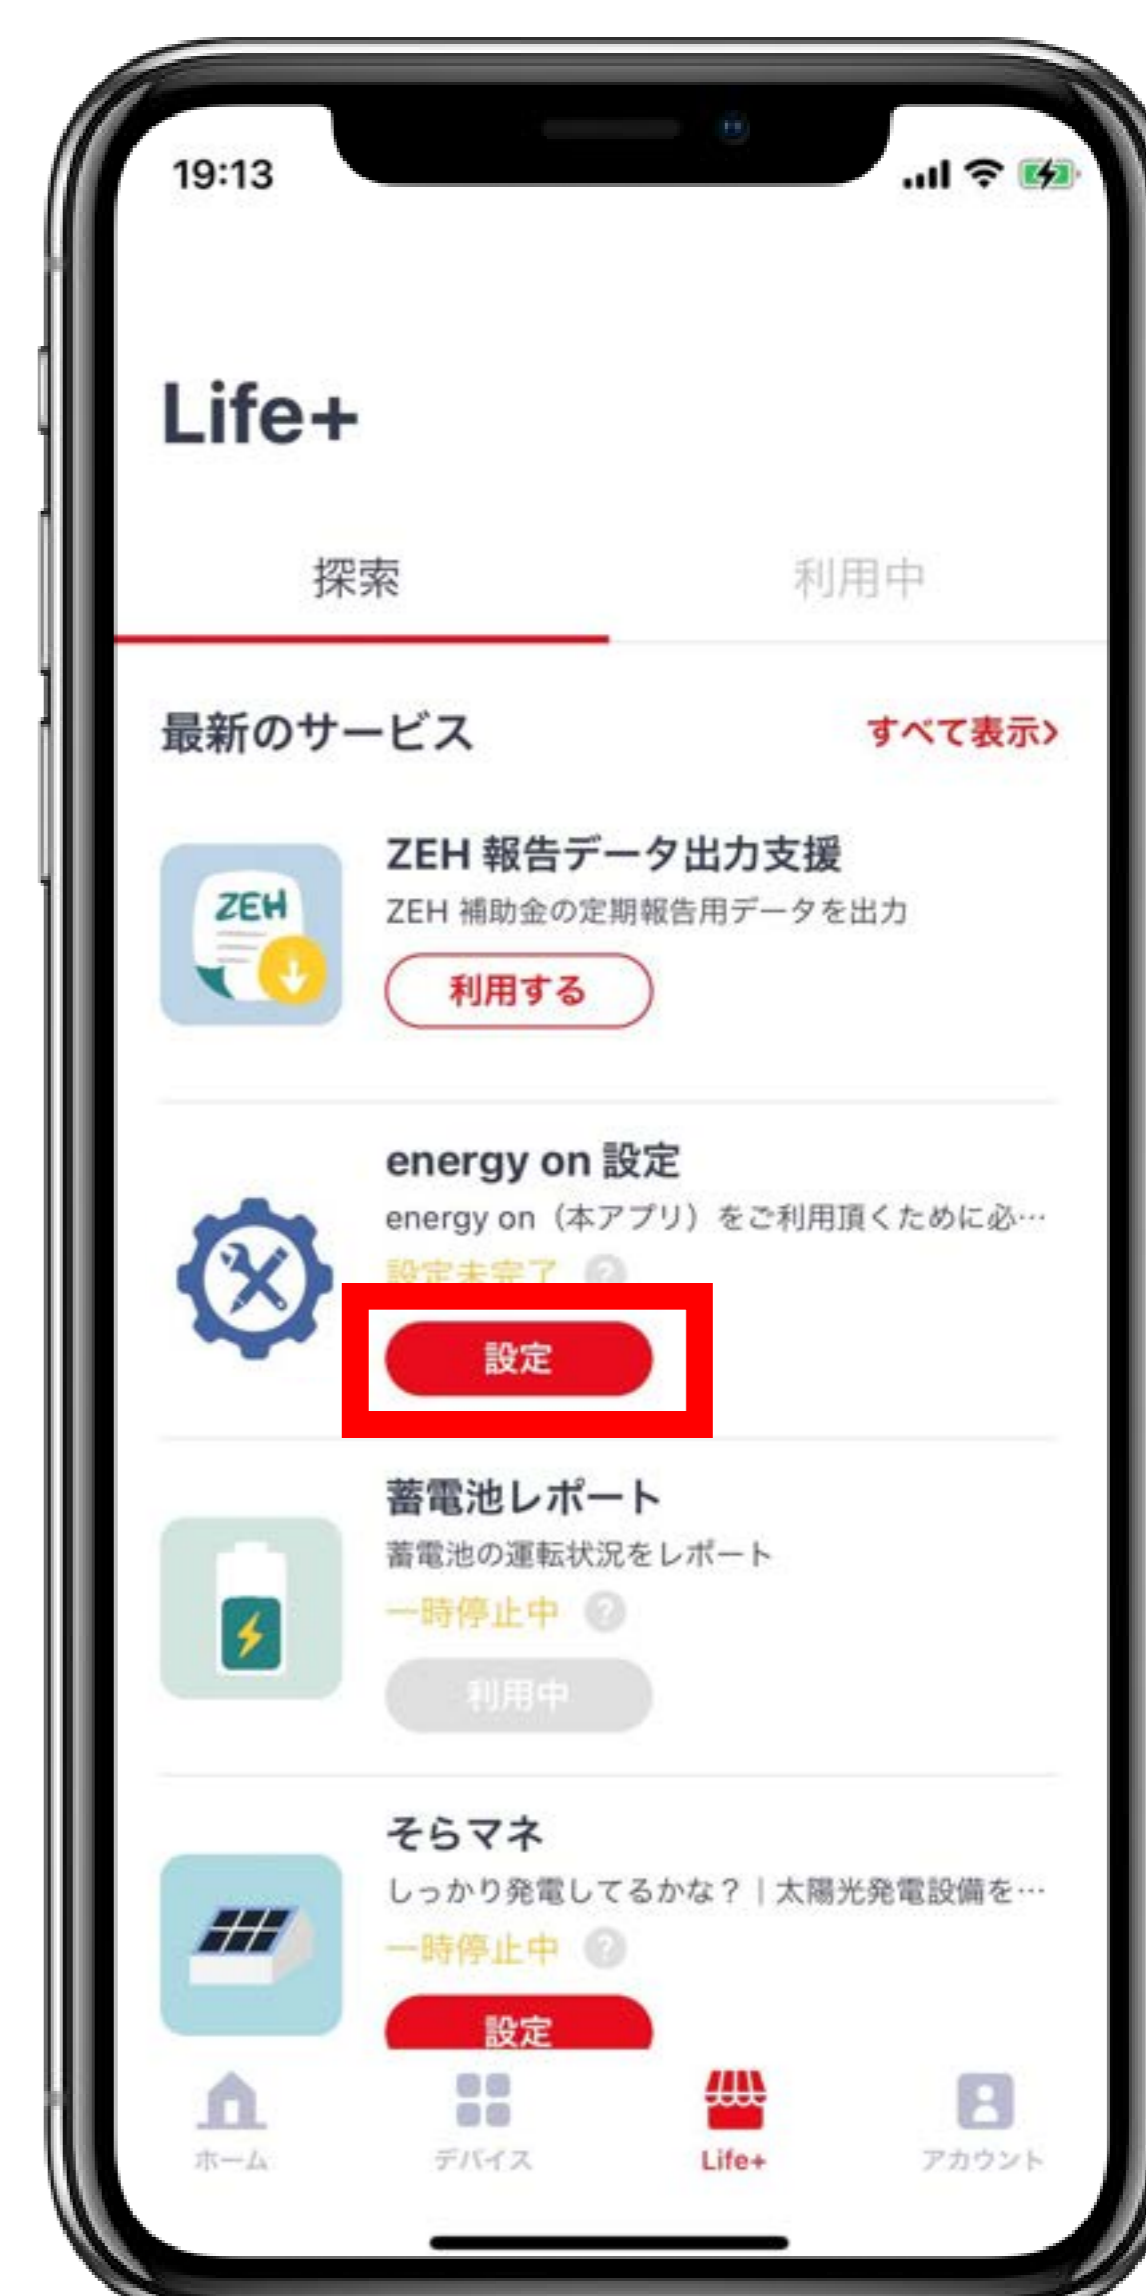 19:13
Life+
探索
利用中
最新のサービス
すべて表示>
ZEH 報告データ出力支援
ZEH
ZEH 補助金の定期報告用データを出力
利用する
energy on 設定
energy on（本アプリ）をご利用頂くために必…
設定未完了 ?
設定
蓄電池レポート
蓄電池の運転状況をレポート
一時停止中 ?
利用中
そらマネ
しっかり発電してるかな？｜太陽光発電設備を…
一時停止中 ?
設定
ホーム
デバイス
Life+
アカウント